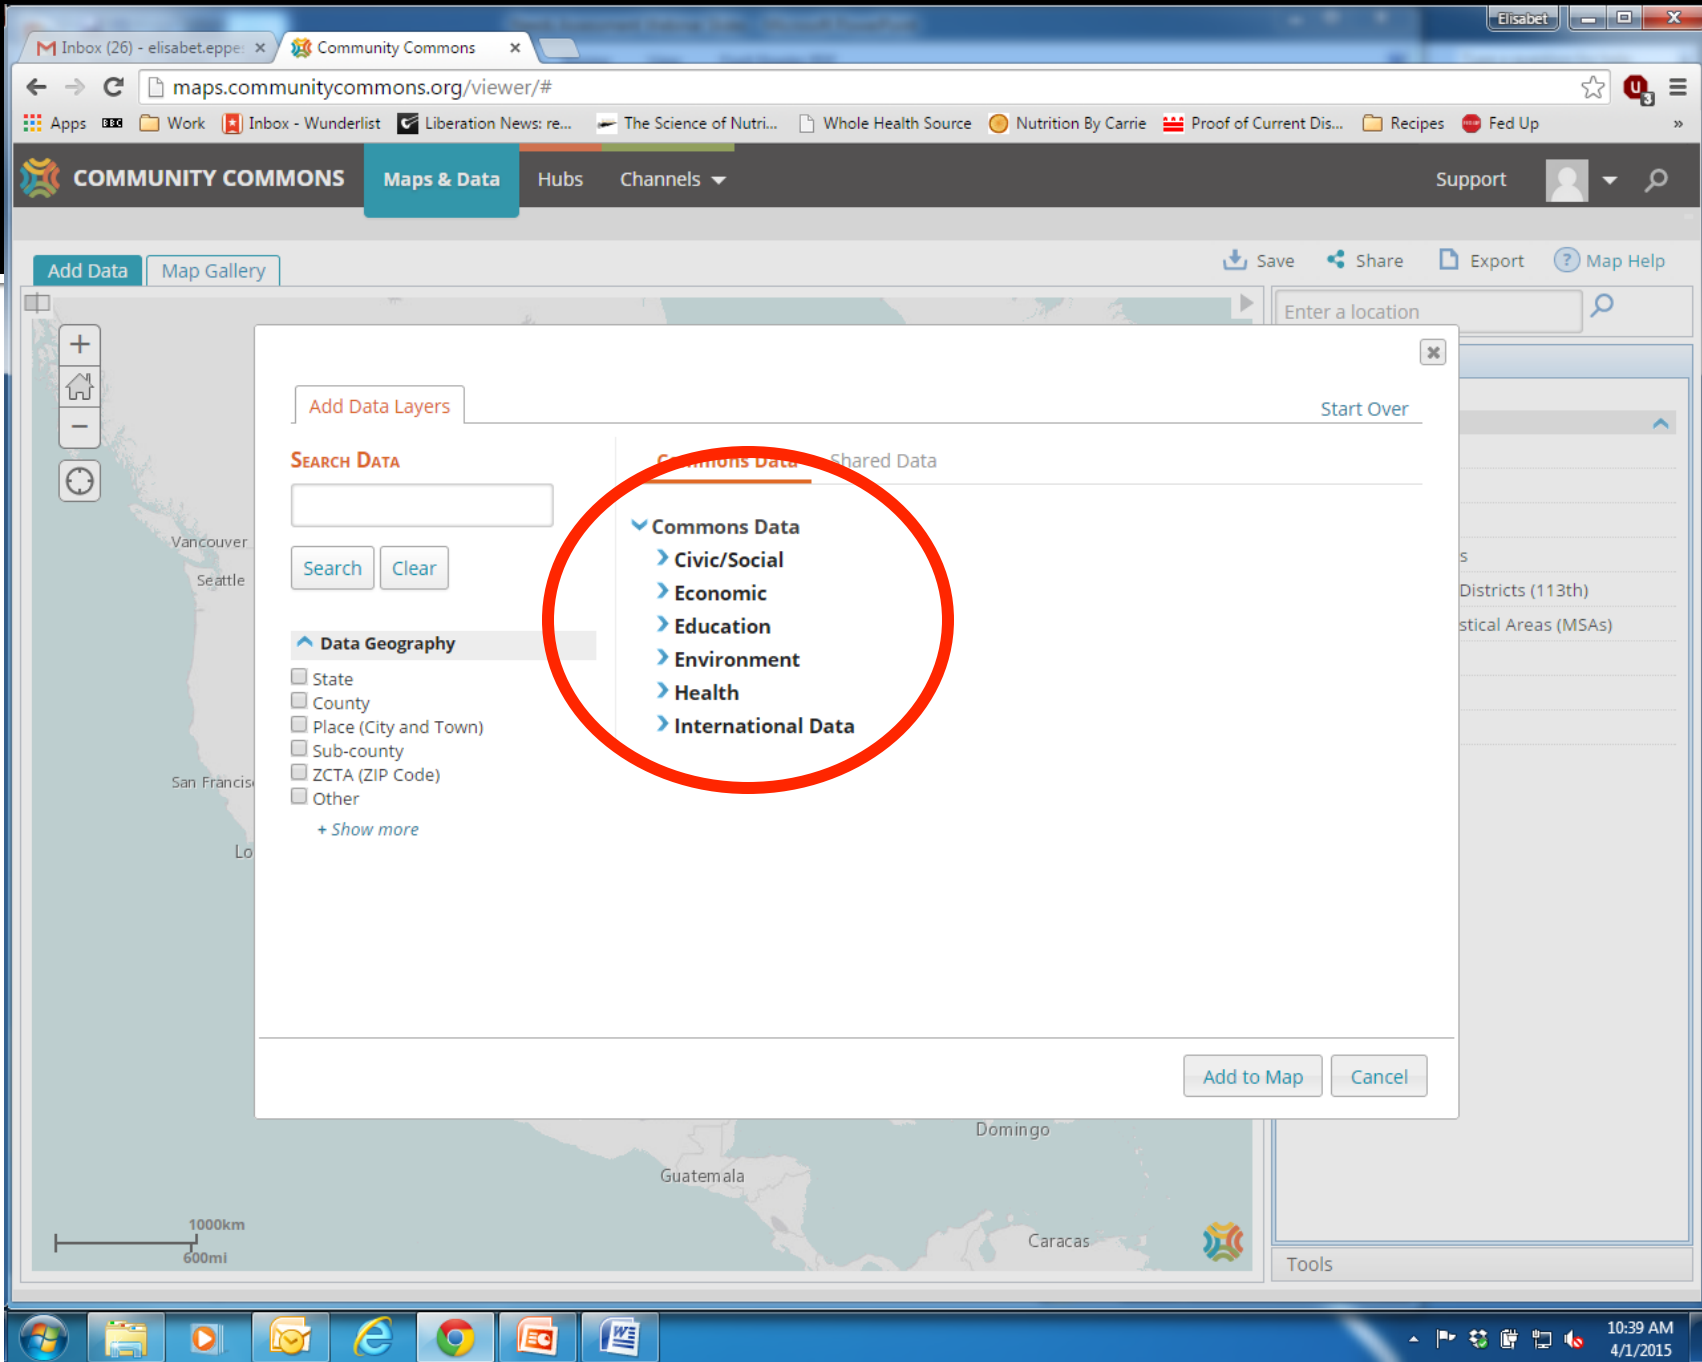 Elisabet
Inbox (26) - elisabet.eppe
Community Commons
maps.communitycommons.org/viewer/#
Apps BBC Work Inbox - Wunderlist Liberation News: re... The Science of Nutri... Whole Health Source Nutrition By Carrie Proof of Current Dis... Recipes Fed Up »
COMMUNITY COMMONS Maps & Data Hubs Channels Support
Add Data Map Gallery Save Share Export ? Map Help
Enter a location
Add Data Layers Start Over
SEARCH DATA
Commons Data Shared Data
Search Clear
Data Geography
State
County
Place (City and Town)
Sub-county
ZCTA (ZIP Code)
Other
+ Show more
Commons Data
Civic/Social
Economic
Education
Environment
Health
International Data
s
Districts (113th)
stical Areas (MSAs)
Vancouver
Seattle
San Francis
Lo
Add to Map Cancel
Domingo
Guatemala
Caracas
1000km
600mi
Tools
10:39 AM
4/1/2015